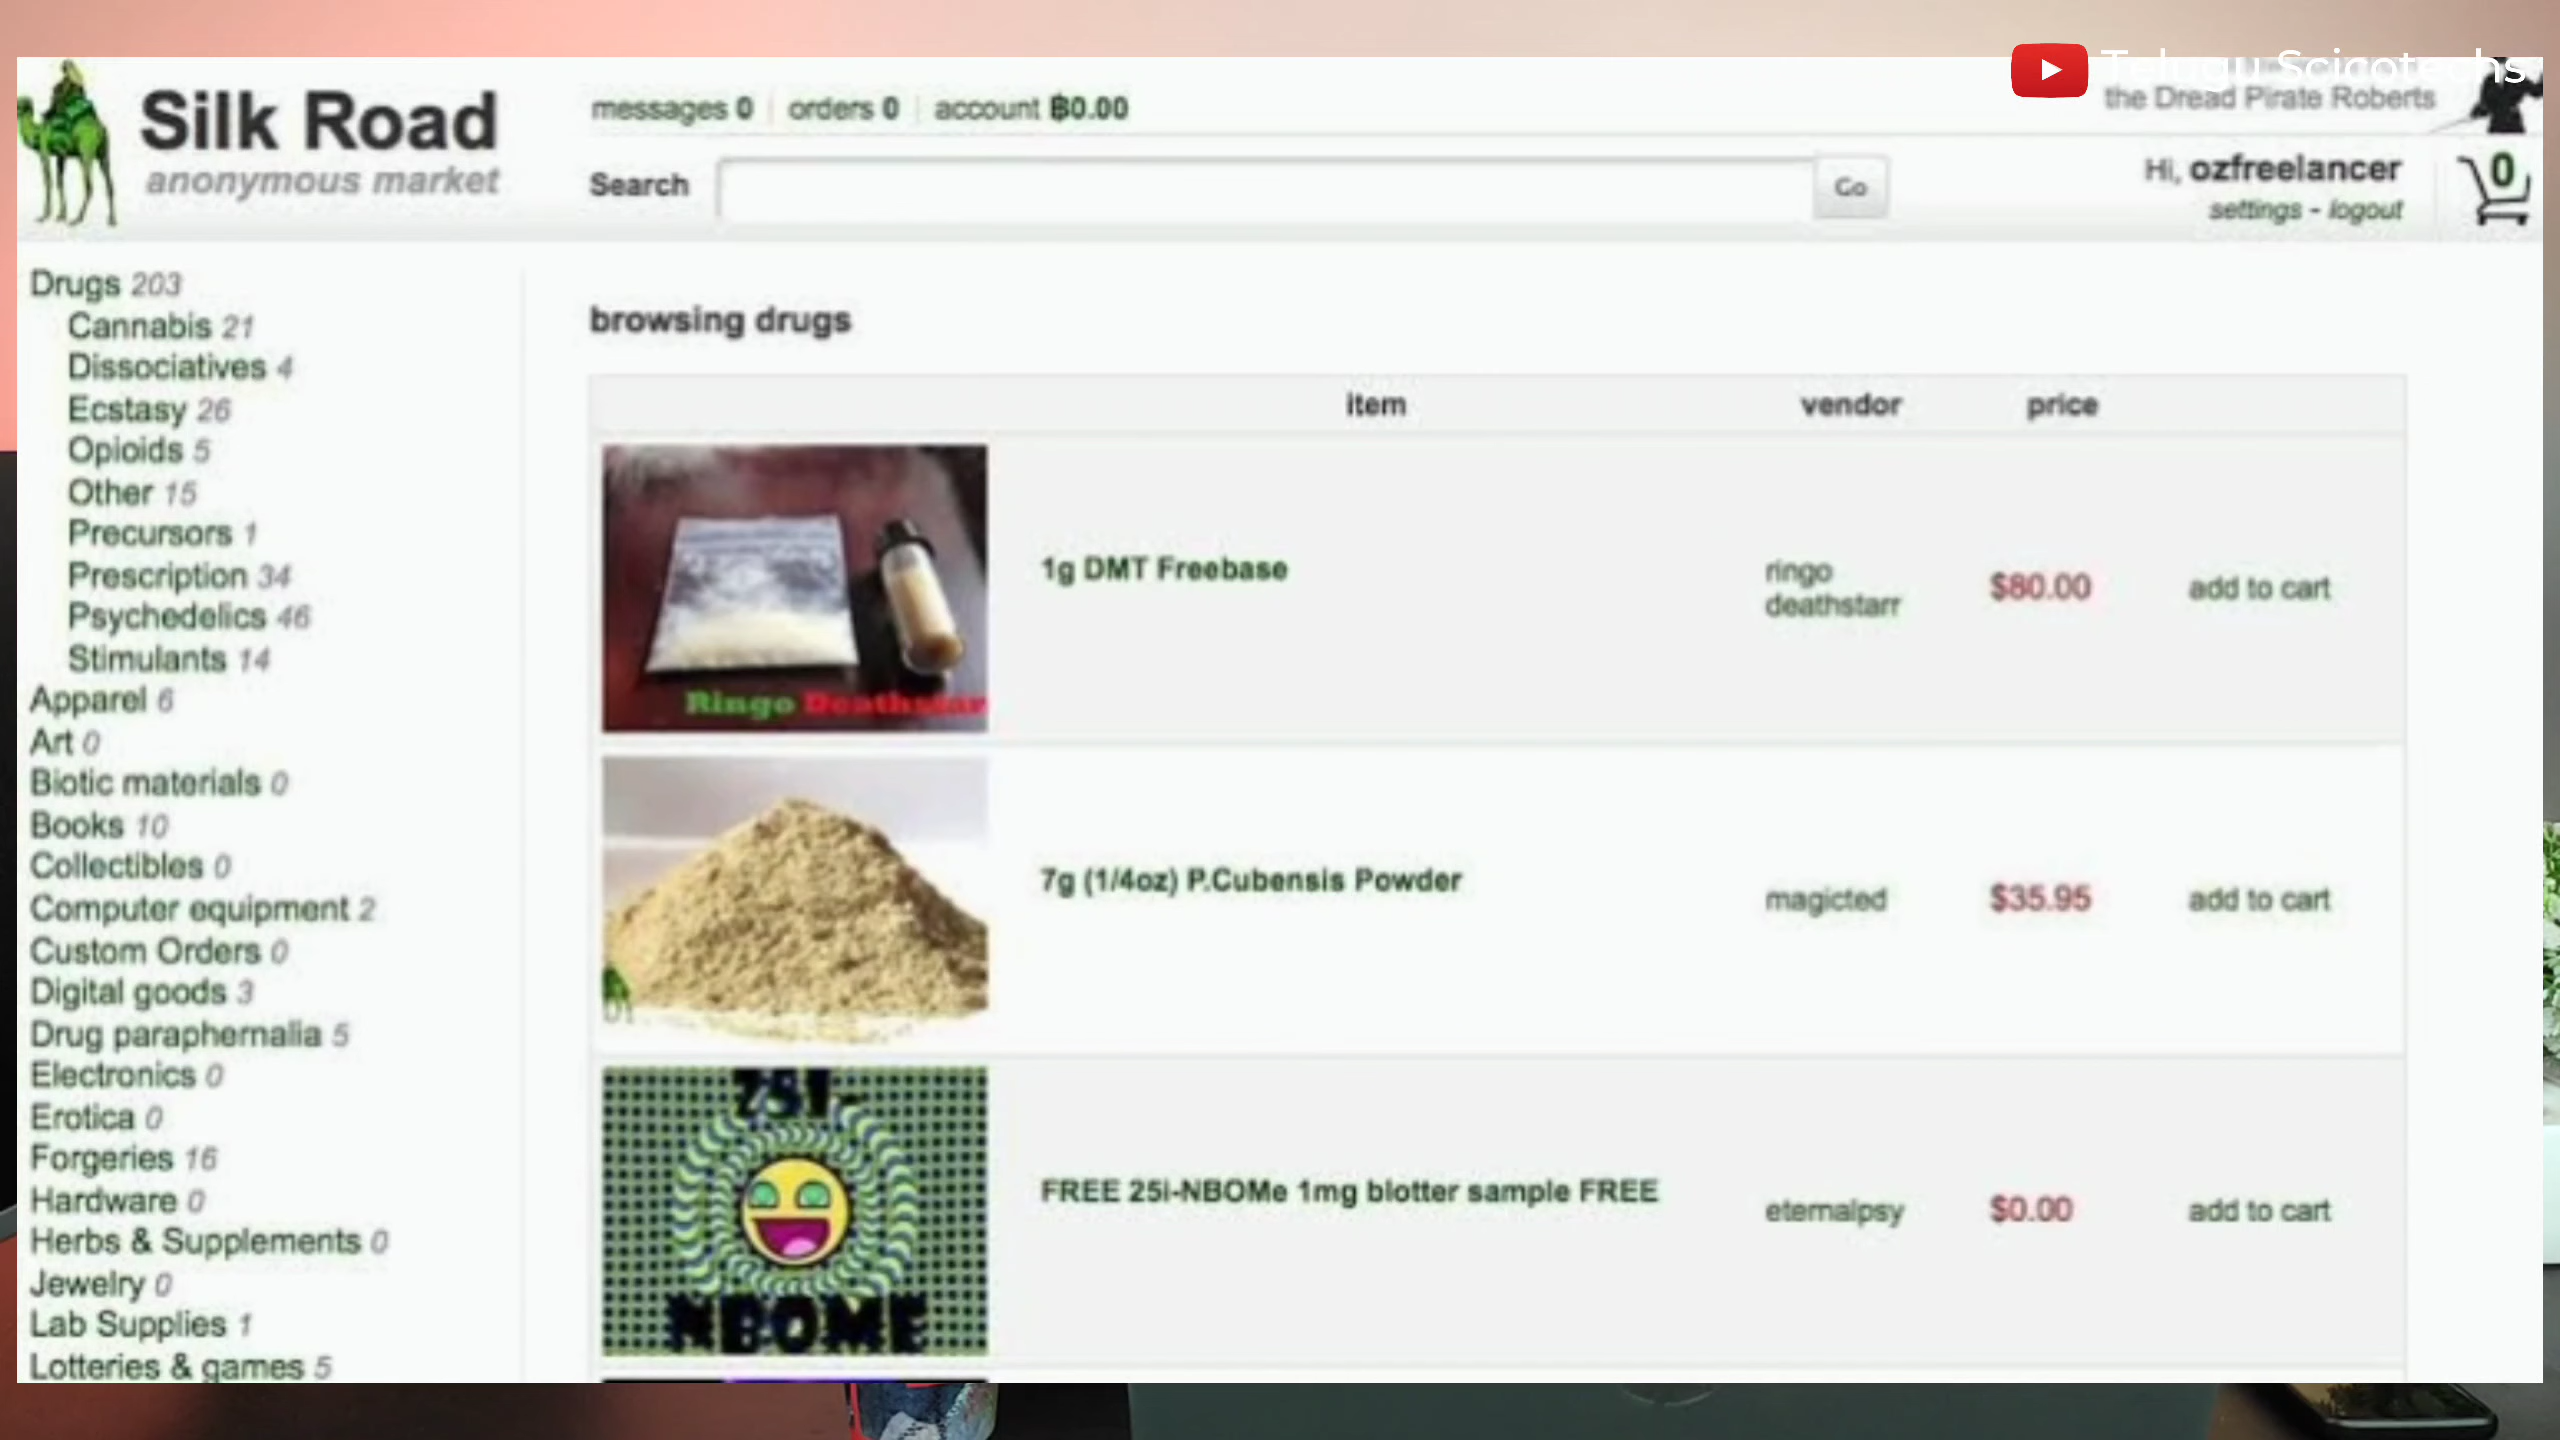 Telugu Scicotechs
Silk Road
anonymous market
messages 0 orders 0 account ฿0.00
the Dread Pirate Roberts
Search
Go
Hi, ozfreelancer
settings - logout
0
Drugs 203
Cannabis 21
Dissociatives 4
Ecstasy 26
Opioids 5
Other 15
Precursors 1
Prescription 34
Psychedelics 46
Stimulants 14
Apparel 6
Art 0
Biotic materials 0
Books 10
Collectibles 0
Computer equipment 2
Custom Orders 0
Digital goods 3
Drug paraphernalia 5
Electronics 0
Erotica 0
Forgeries 16
Hardware 0
Herbs & Supplements 0
Jewelry 0
Lab Supplies 1
Lotteries & games 5
browsing drugs
item vendor price
Ringo Deathstar
1g DMT Freebase
ringo
deathstarr
$80.00
add to cart
7g (1/4oz) P.Cubensis Powder
magicted
$35.95
add to cart
25I-
NBOME
FREE 25i-NBOMe 1mg blotter sample FREE
eternalpsy
$0.00
add to cart